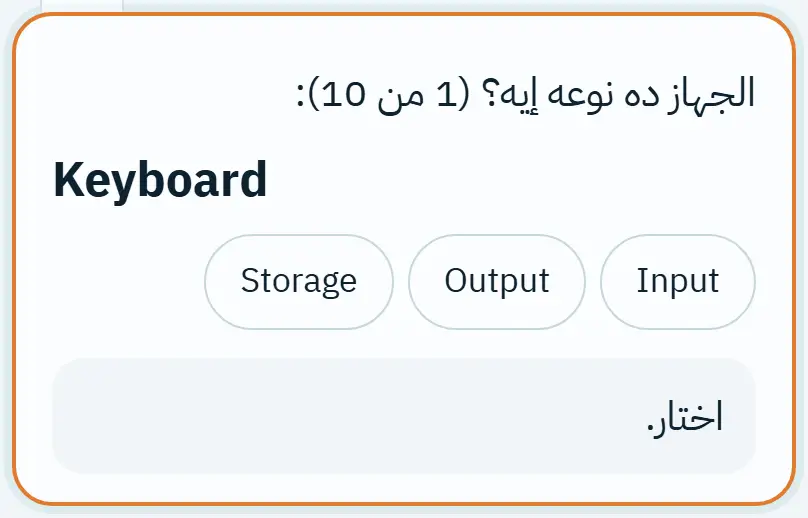 الجهاز ده نوعه إيه؟ (1 من 10):
Keyboard
Input Output Storage
اختار.